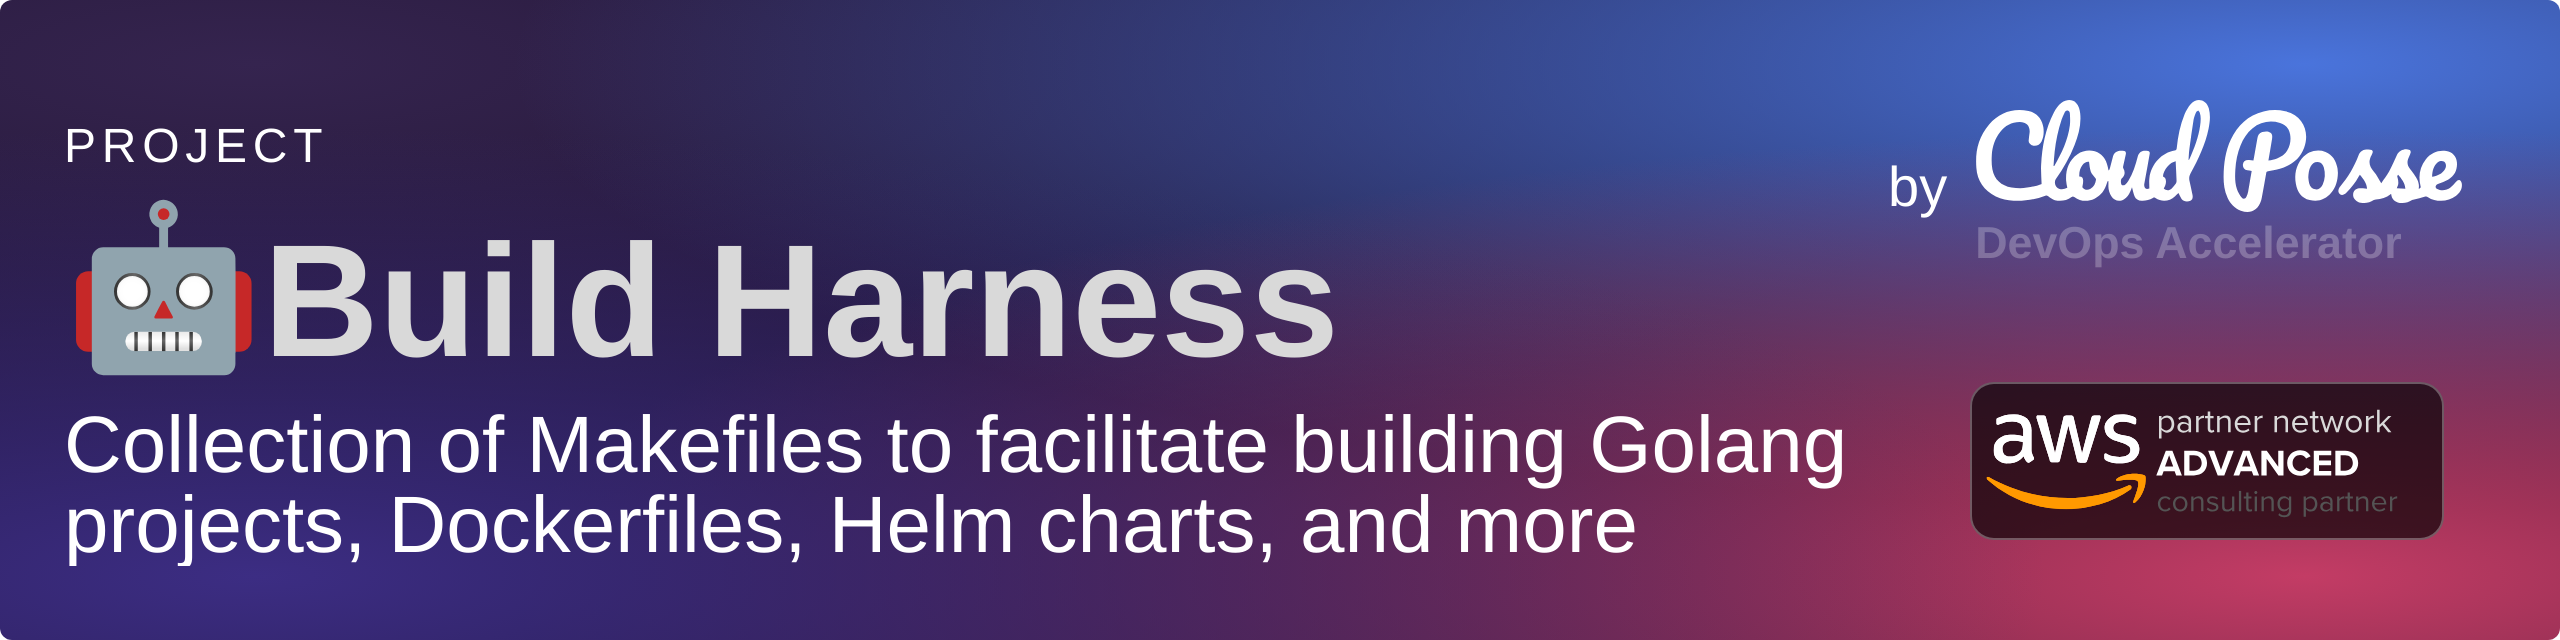 PROJECT
Build Harness
Collection of Makefiles to facilitate building Golang
projects, Dockerfiles, Helm charts, and more
by Cloud Posse
DevOps Accelerator
aws partner network
ADVANCED
consulting partner